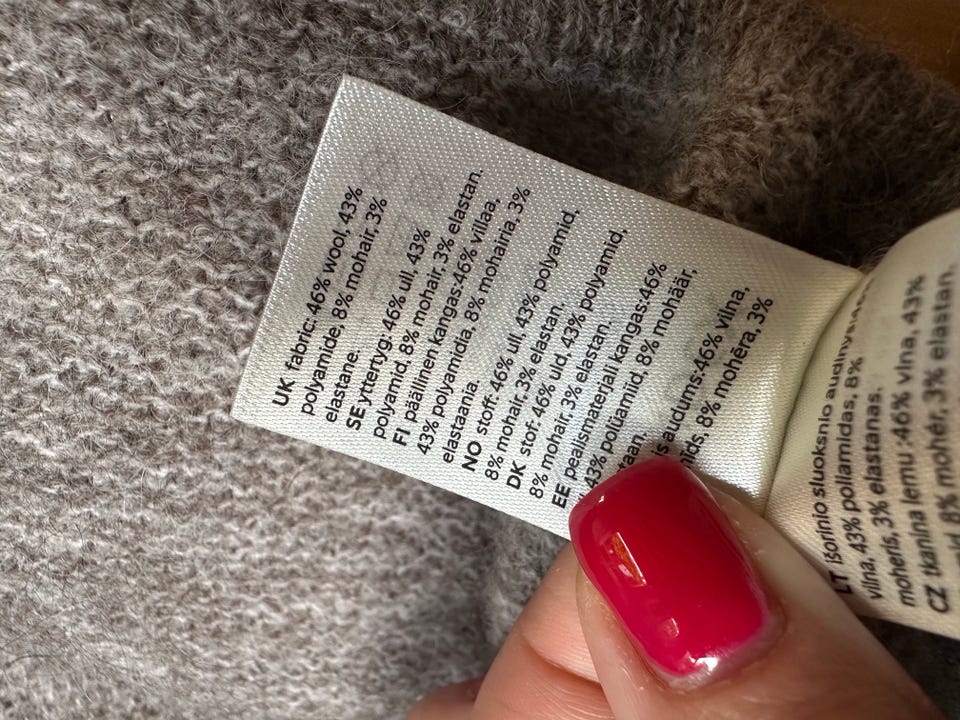 UK fabric: 46% wool, 43%
polyamide, 8% mohair, 3%
elastane.
SE yttertyg:46% ull, 43%
polyamid,8% mohair,3% elastan.
FI päällinen kangas:46% villaa,
43% polyamidia, 8% mohairia,3%
elastaania.
NO stoff: 46% ull, 43% polyamid,
8% mohair,3% elastan.
DK stof: 46% uld, 43% polyamid,
8% mohair,3% elastan.
EE pealismaterjali kangas:46%
43% polüamiid, 8% mohäär,
audums:46% vilna,
8% mohēra, 3%
LT išorinio sluoksnio
vilna, 43% poliamidas, 8%
moheris, 3% elastanas.
CZ tkanina lemu :46% vlna, 43%
8% mohér, 3% elastan.